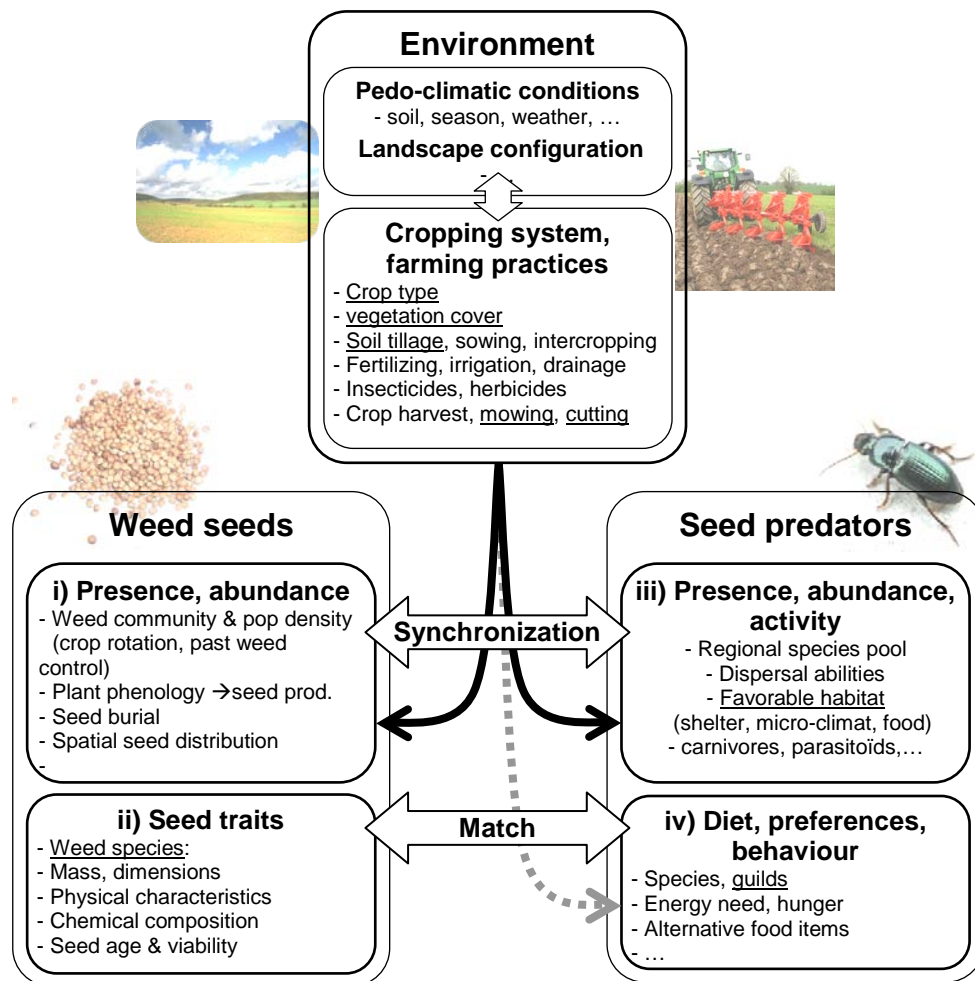 Environment
Pedo-climatic conditions
- soil, season, weather, …
Landscape configuration
- …
Cropping system,
farming practices
- Crop type
- vegetation cover
- Soil tillage, sowing, intercropping
- Fertilizing, irrigation, drainage
- Insecticides, herbicides
- Crop harvest, mowing, cutting
Weed seeds
i) Presence, abundance
- Weed community & pop density
(crop rotation, past weed
control)
- Plant phenology →seed prod.
- Seed burial
- Spatial seed distribution
-
ii) Seed traits
- Weed species:
- Mass, dimensions
- Physical characteristics
- Chemical composition
- Seed age & viability
Synchronization
Match
Seed predators
iii) Presence, abundance,
activity
- Regional species pool
- Dispersal abilities
- Favorable habitat
(shelter, micro-climat, food)
- carnivores, parasitoïds,…
iv) Diet, preferences,
behaviour
- Species, guilds
- Energy need, hunger
- Alternative food items
- …